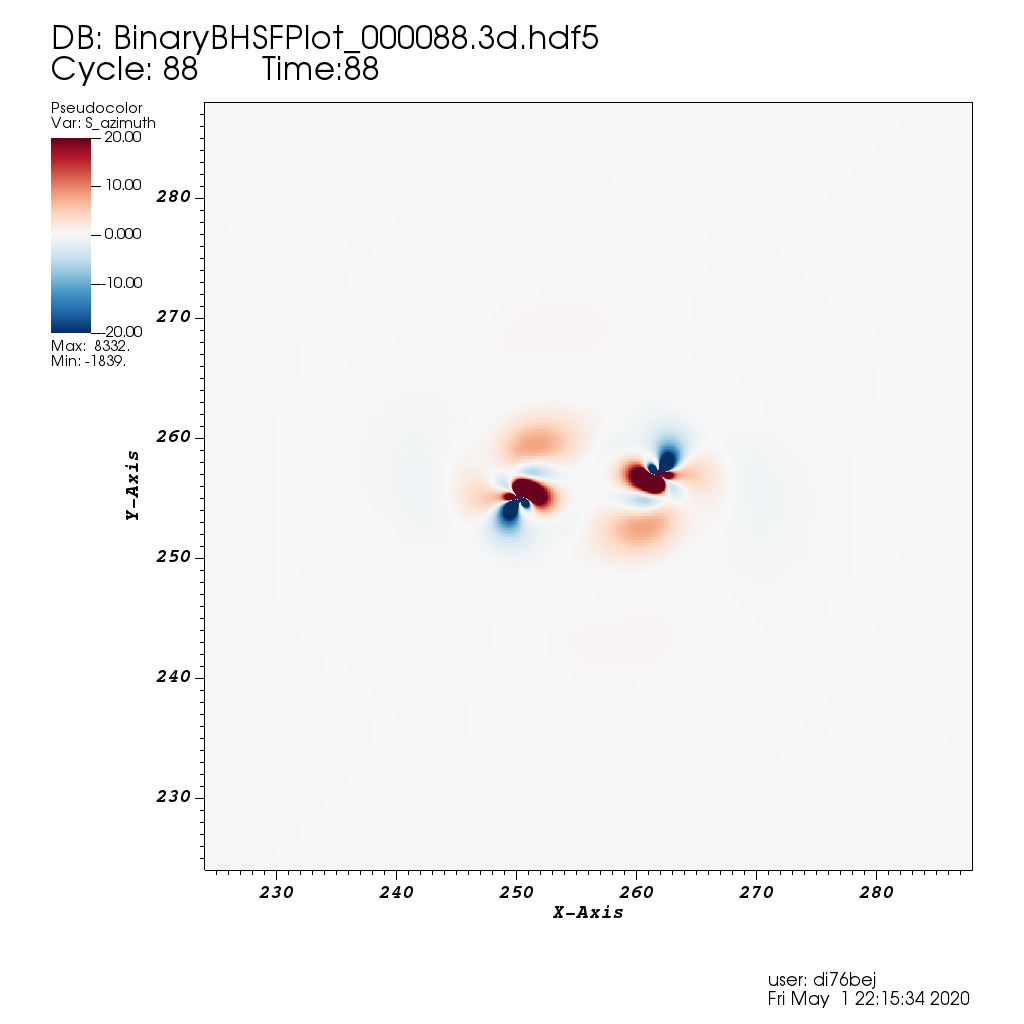 DB: BinaryBHSFPlot_000088.3d.hdf5
Cycle: 88 Time:88
Pseudocolor
Var: S_azimuth
20.00
10.00
0.000
-10.00
-20.00
Max: 8332.
Min: -1839.
280
270
260
250
240
230
Y-Axis
230 240 250 260 270 280
X-Axis
user: di76bej
Fri May 1 22:15:34 2020